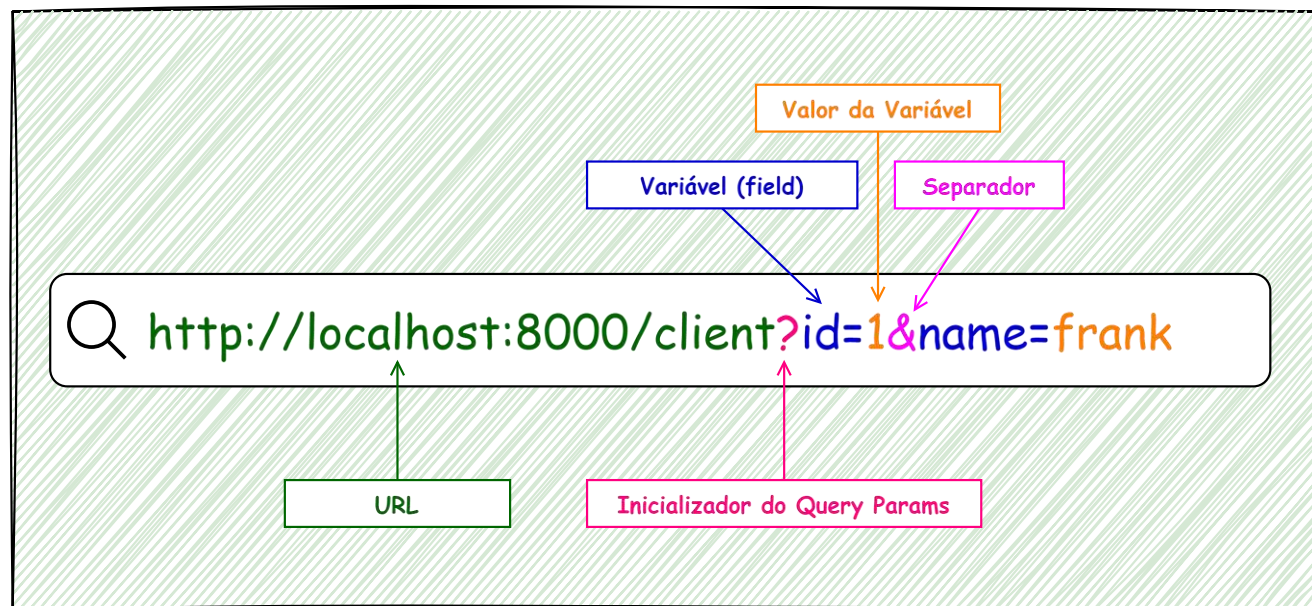 Valor da Variável
Variável (field)
Separador
http://localhost:8000/client?id=1&name=frank
URL
Inicializador do Query Params